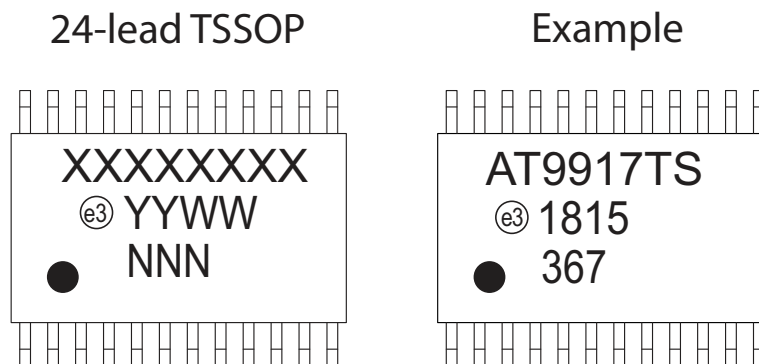 24-lead TSSOP
XXXXXXXX
e3 YYWW
NNN
Example
AT9917TS
e3 1815
367